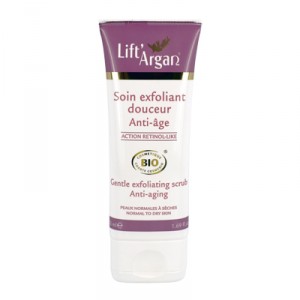 Lift'Argan
Soin exfoliant
douceur
Anti-âge
ACTION RETINOL-LIKE
BIO
Gentle exfoliating scrub
Anti-aging
PEAUX NORMALES À SÈCHES
NORMAL TO DRY SKIN